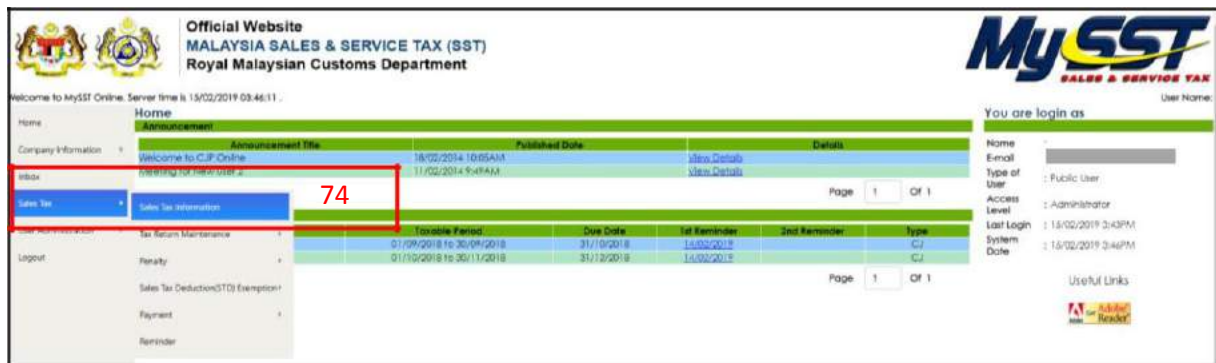 Official Website
MALAYSIA SALES & SERVICE TAX (SST)
Royal Malaysian Customs Department
MySST
SALES & SERVICE TAX
Welcome to MySST Online. Server time is 15/02/2019 03:46:11 .
User Name:
Home
Company Information
Inbox
Sales Tax
User Administration
Logout
Sales Tax Information
Tax Return Maintenance
Penalty
Sales Tax Deduction(STD) Exemption
Payment
Reminder
74
Home
Announcement
Announcement Title Published Date Details
Welcome to CJP Online 18/02/2014 10:05AM View Details
Meeting for New User 2 11/02/2014 9:49AM View Details
Page 1 Of 1
Taxable Period Due Date 1st Reminder 2nd Reminder Type
01/09/2018 to 30/09/2018 31/10/2018 14/02/2019 CJ
01/10/2018 to 30/11/2018 31/12/2018 14/02/2019 CJ
Page 1 Of 1
You are login as
Name :
E-mail
Type of User : Public User
Access Level : Administrator
Last Login : 15/02/2019 3:43PM
System Date : 15/02/2019 3:46PM
Useful Links
Get Adobe Reader